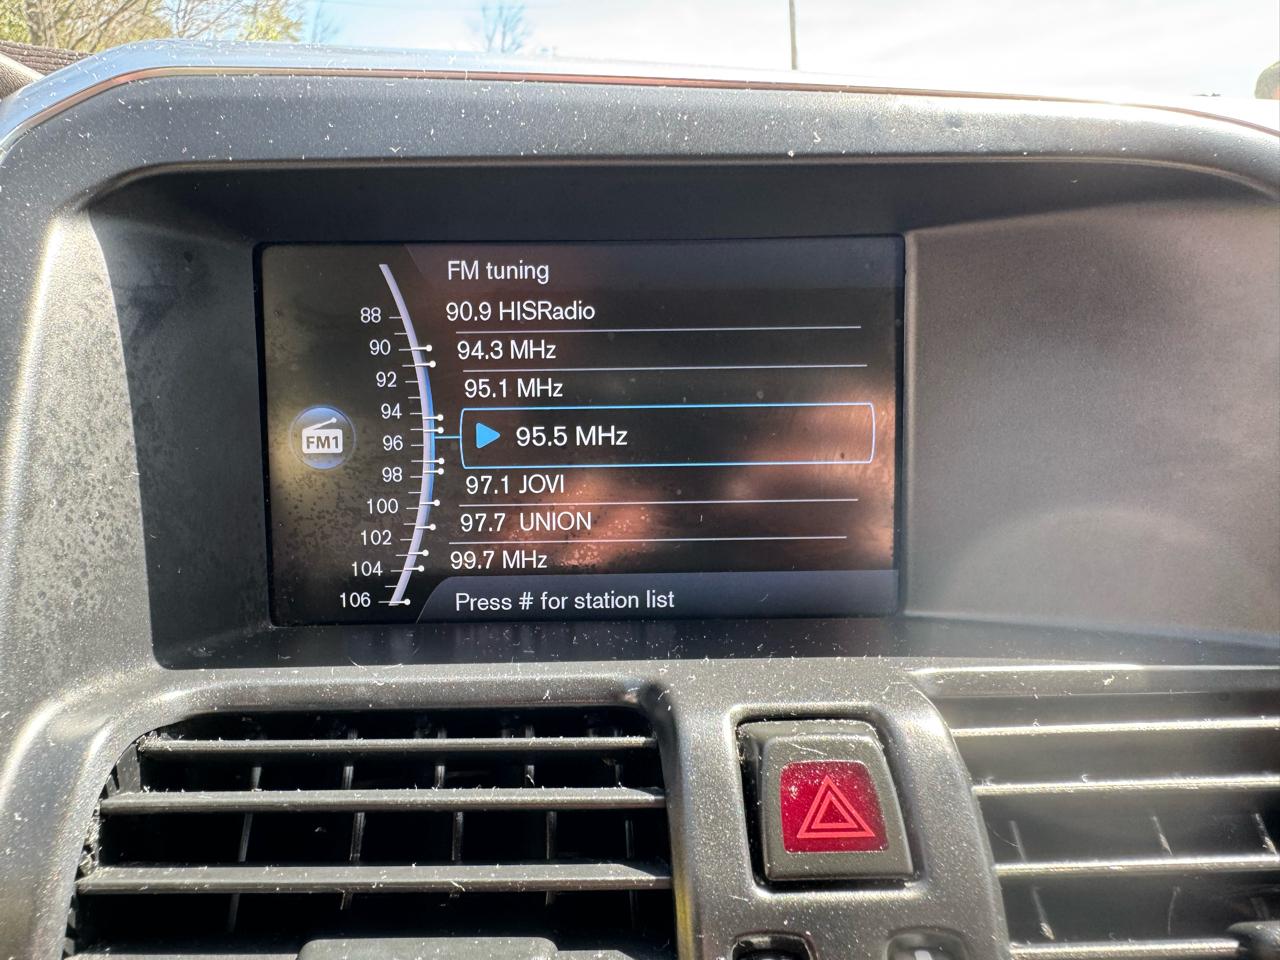 FM tuning
90.9 HISRadio
94.3 MHz
95.1 MHz
95.5 MHz
97.1 JOVI
97.7 UNION
99.7 MHz
Press # for station list
88
90
92
94
96
98
100
102
104
106
FM1